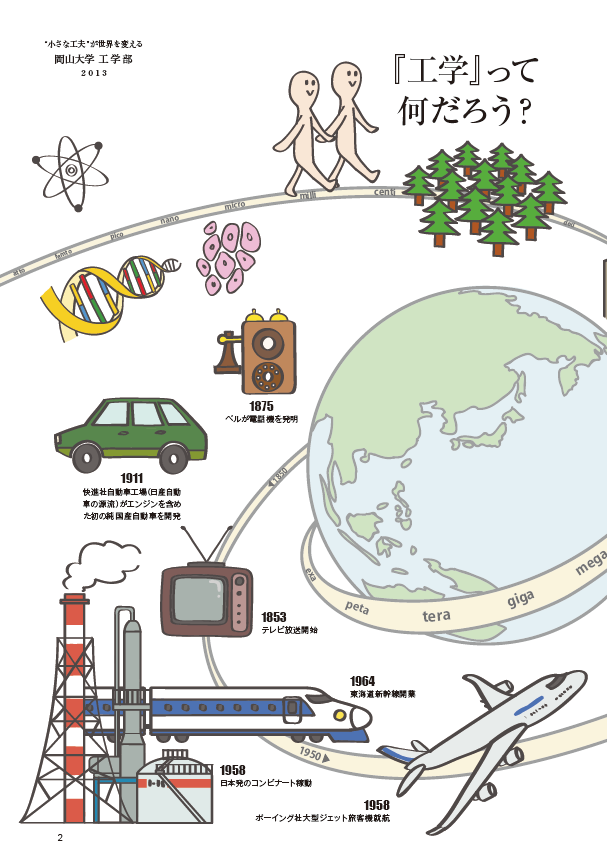 “小さな工夫”が世界を変える
岡山大学 工学部
2013
『工学』って
何だろう？
atto
femto
pico
nano
micro
milli
centi
deci
1875
ベルが電話機を発明
1911
快進社自動車工場（日産自動
車の源流）がエンジンを含め
た初の純国産自動車を開発
◀1850
exa
peta
tera
giga
mega
1853
テレビ放送開始
1964
東海道新幹線開業
1950▶
1958
日本発のコンビナート稼動
1958
ボーイング社大型ジェット旅客機就航
2